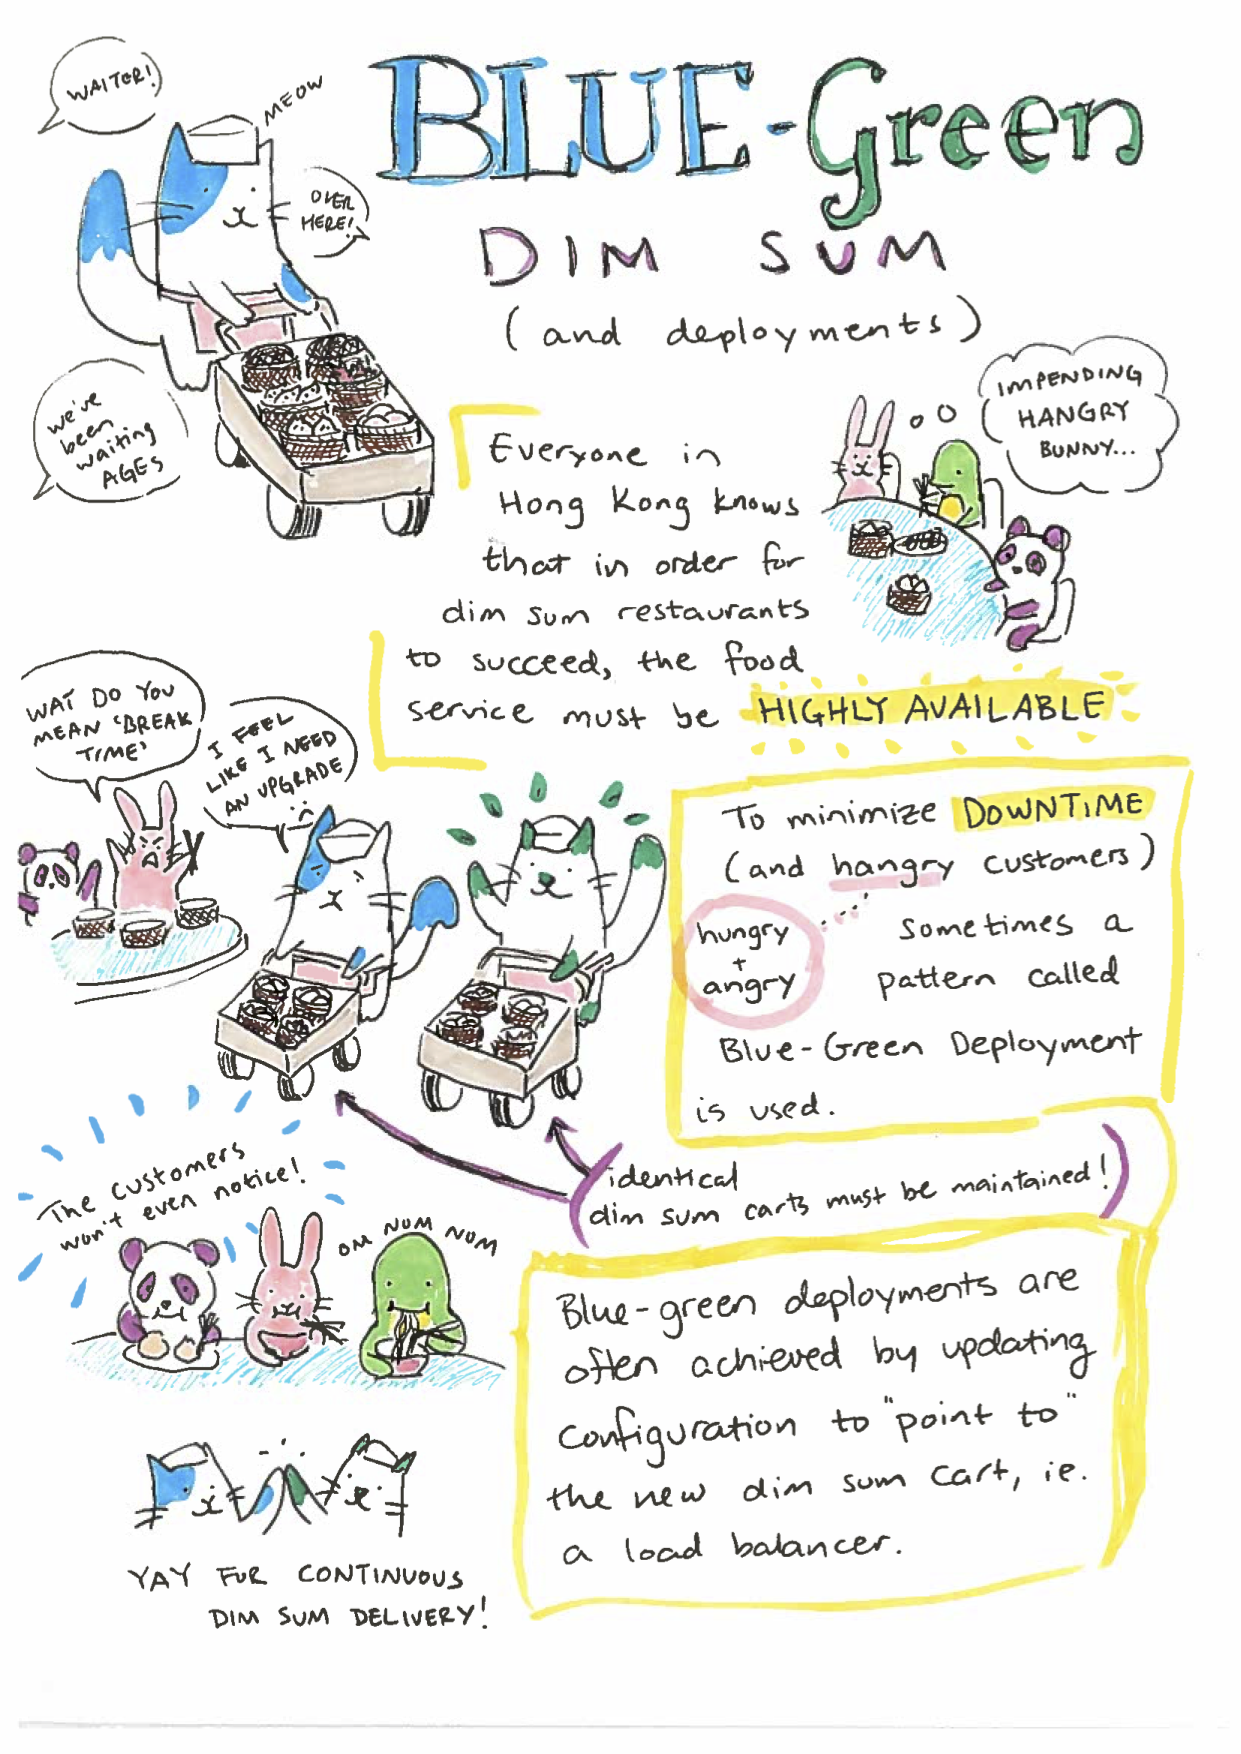 WAITER!
MEOW
BLUE-Green
OVER
HERE!
DIM SUM
(and deployments)
we've
been
waiting
AGES
IMPENDING
HANGRY
BUNNY...
Everyone in
Hong Kong knows
that in order for
dim sum restaurants
to succeed, the food
service must be HIGHLY AVAILABLE
WAT DO YOU
MEAN 'BREAK
TIME'
I FEEL
LIKE I NEED
AN UPGRADE
To minimize DOWNTIME
(and hangry customers)
hungry
+
angry
sometimes a
pattern called
Blue-Green Deployment
is used.
(identical
dim sum carts must be maintained!)
The customers
won't even notice!
OM NOM NOM
Blue-green deployments are
often achieved by updating
configuration to "point to"
the new dim sum cart, ie.
a load balancer.
YAY FUR CONTINUOUS
DIM SUM DELIVERY!